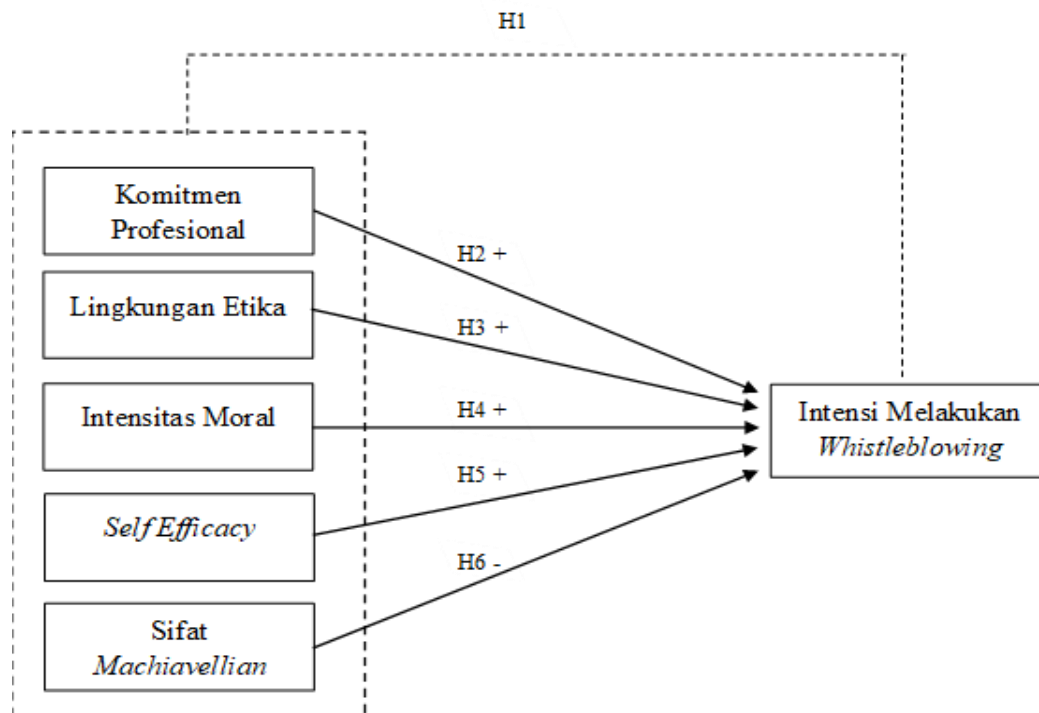 H1
Komitmen
Profesional
H2 +
Lingkungan Etika
H3 +
Intensitas Moral
H4 +
Intensi Melakukan
Whistleblowing
H5 +
Self Efficacy
H6 -
Sifat
Machiavellian